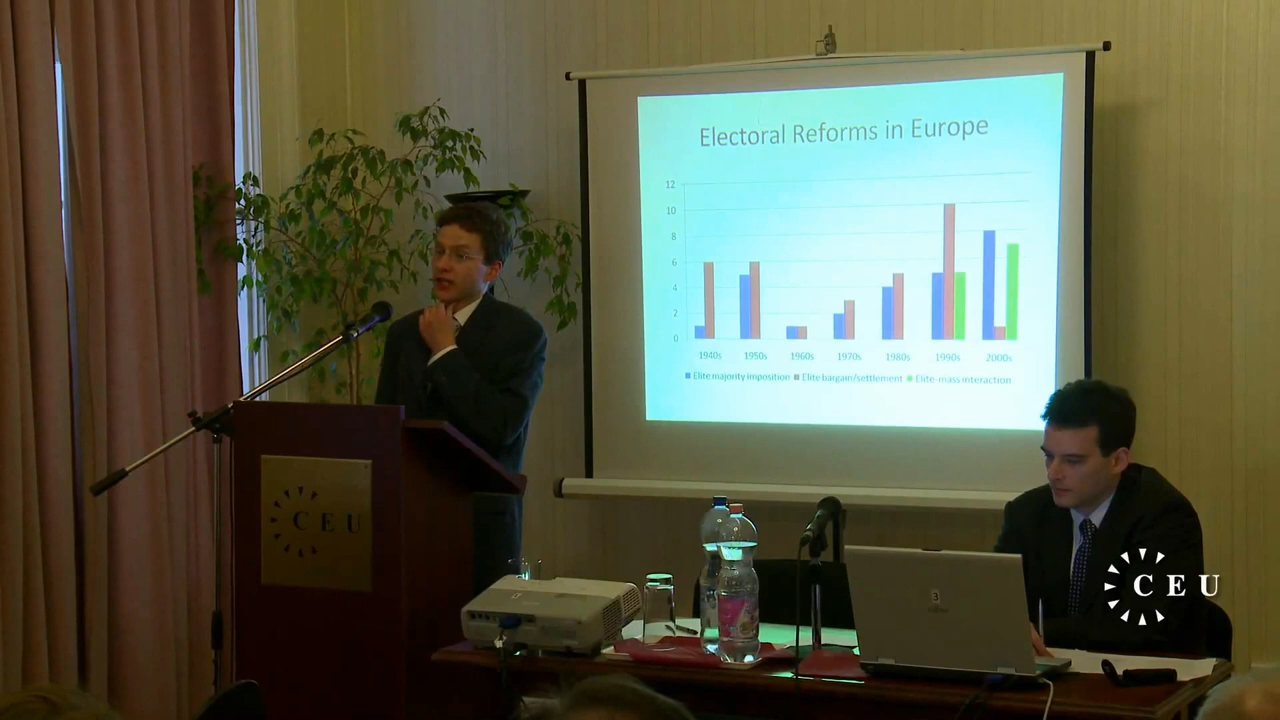 Electoral Reforms in Europe
12
10
8
6
4
2
0
1940s 1950s 1960s 1970s 1980s 1990s 2000s
Elite majority imposition Elite bargain/settlement Elite-mass interaction
CEU
3
CEU